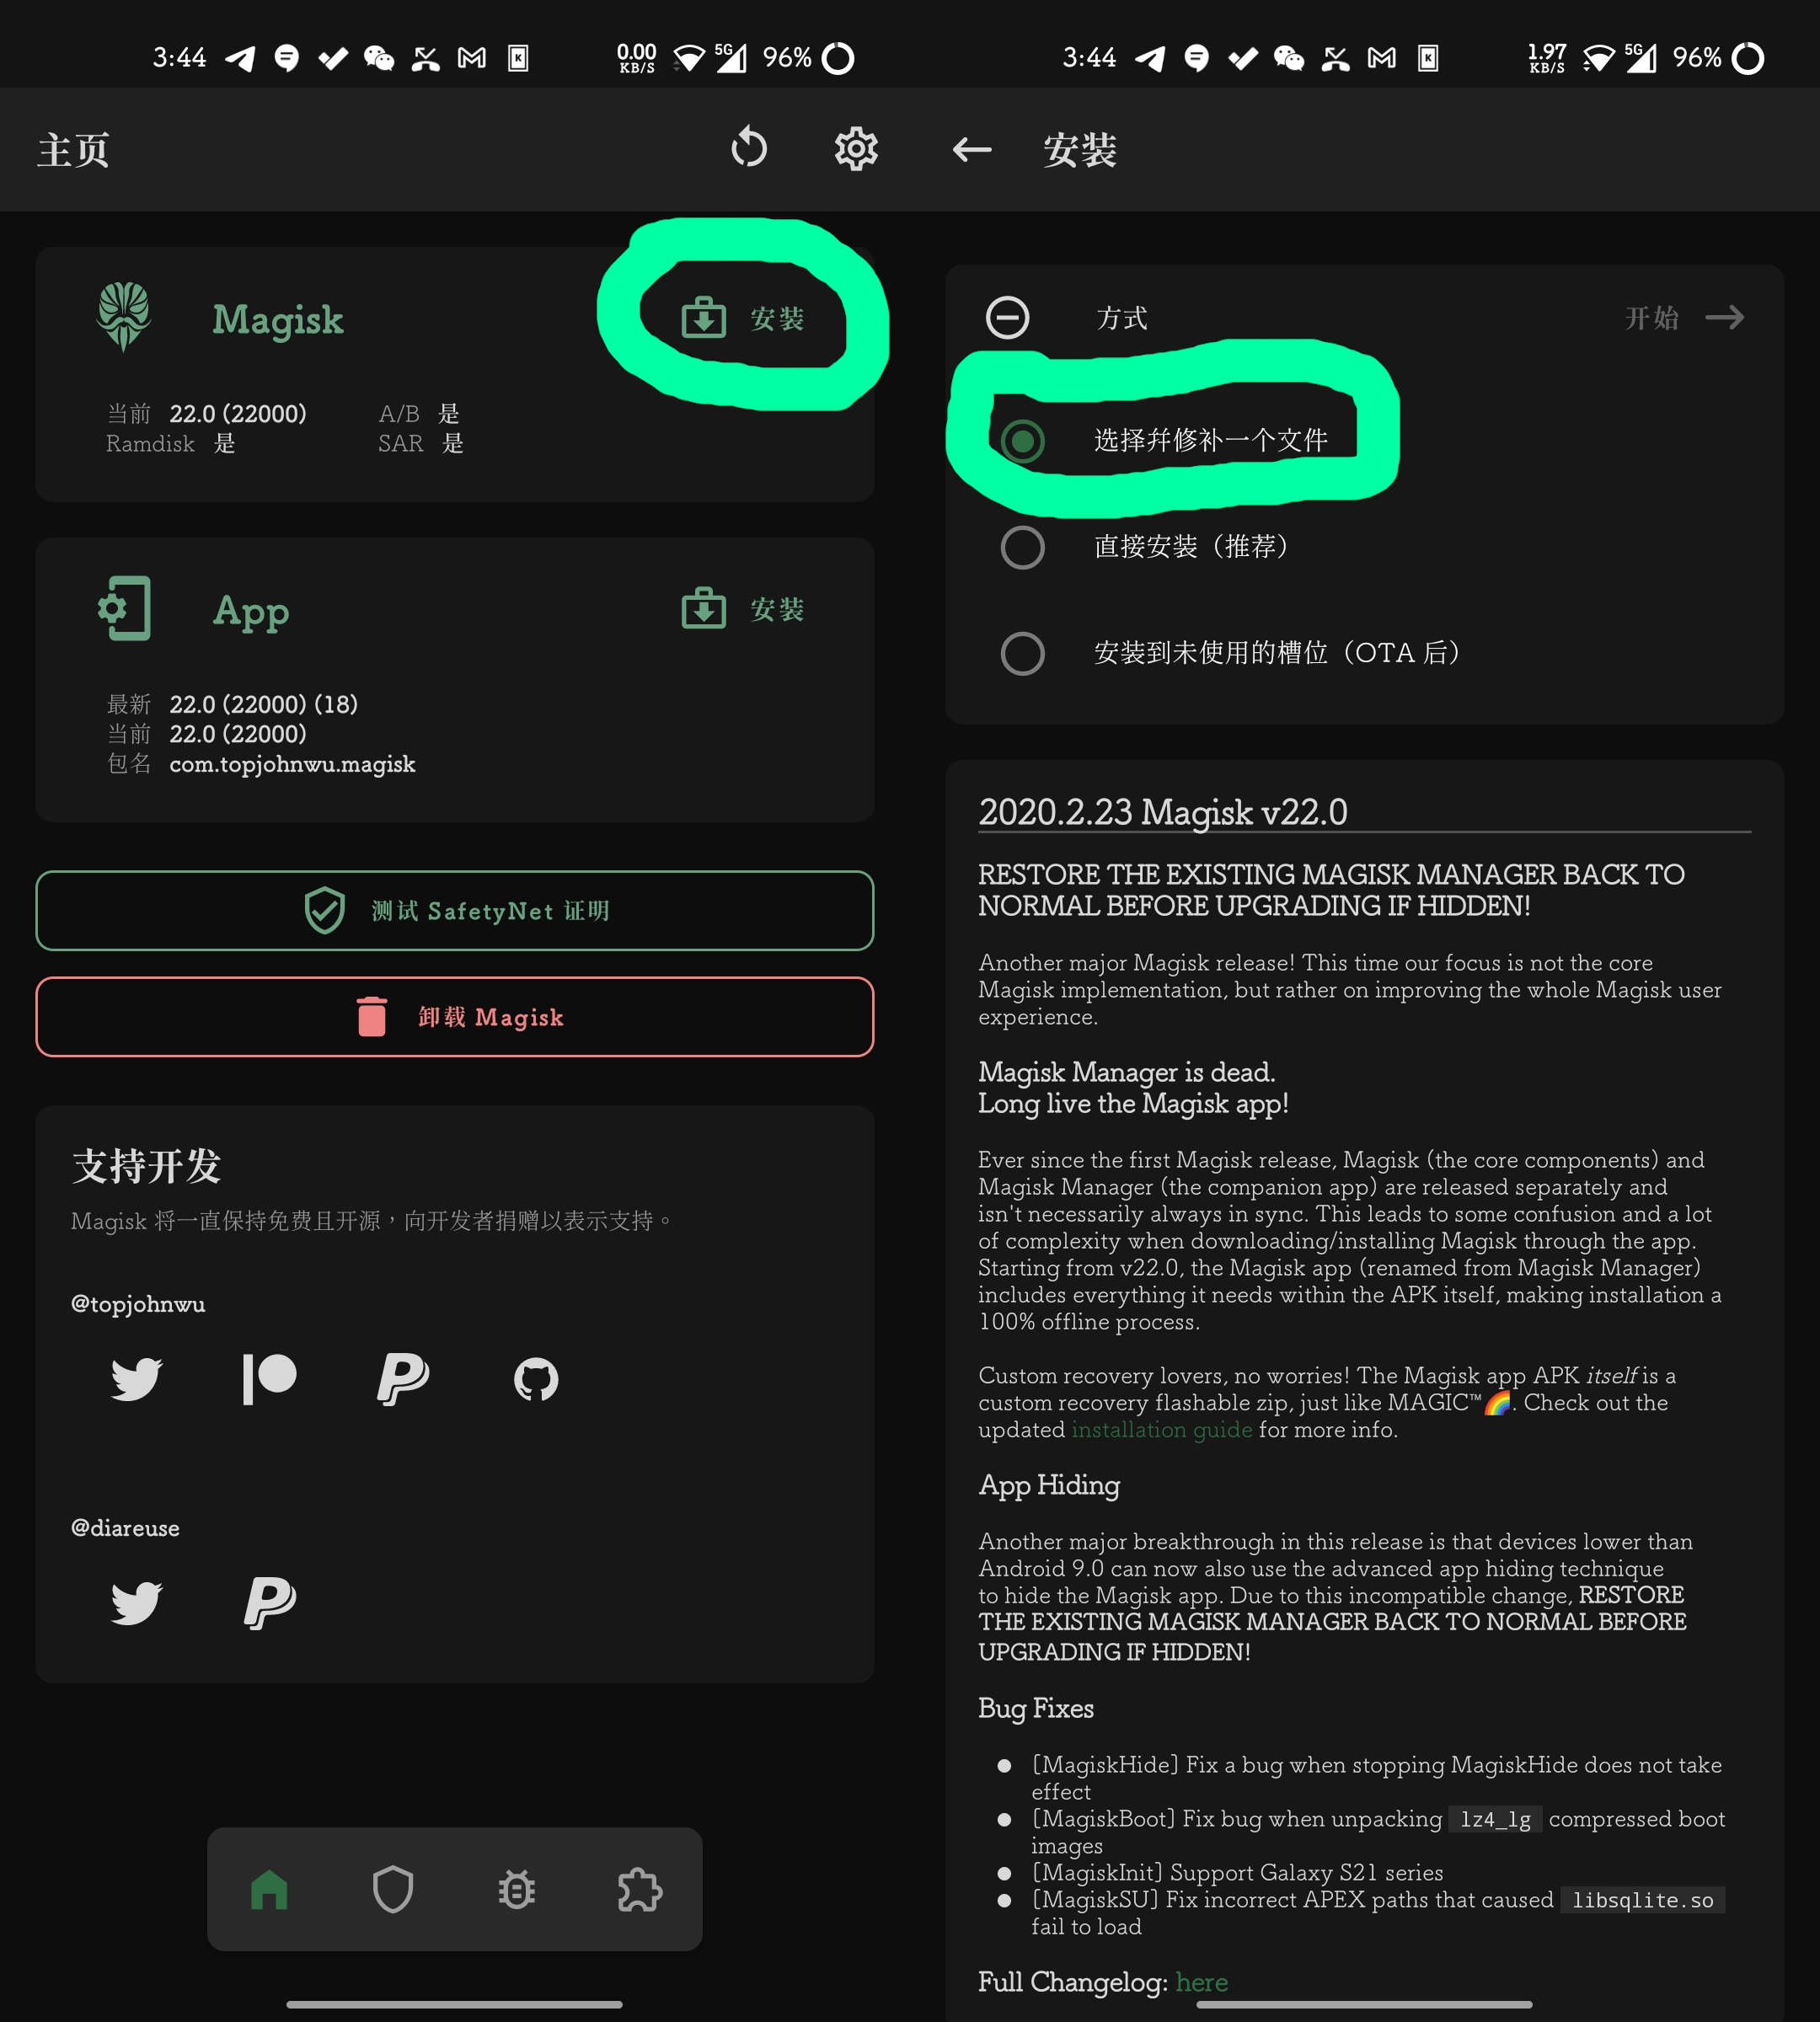 3:44
0.00
KB/S
5G
96%
主页
Magisk
安装
当前 22.0 (22000)
A/B 是
Ramdisk 是
SAR 是
App
安装
最新 22.0 (22000) (18)
当前 22.0 (22000)
包名 com.topjohnwu.magisk
测试 SafetyNet 证明
卸载 Magisk
支持开发
Magisk 将一直保持免费且开源，向开发者捐赠以表示支持。
@topjohnwu
@diareuse
3:44
1.97
KB/S
5G
96%
安装
方式
开始
选择并修补一个文件
直接安装（推荐）
安装到未使用的槽位（OTA 后）
2020.2.23 Magisk v22.0
RESTORE THE EXISTING MAGISK MANAGER BACK TO
NORMAL BEFORE UPGRADING IF HIDDEN!
Another major Magisk release! This time our focus is not the core
Magisk implementation, but rather on improving the whole Magisk user
experience.
Magisk Manager is dead.
Long live the Magisk app!
Ever since the first Magisk release, Magisk (the core components) and
Magisk Manager (the companion app) are released separately and
isn't necessarily always in sync. This leads to some confusion and a lot
of complexity when downloading/installing Magisk through the app.
Starting from v22.0, the Magisk app (renamed from Magisk Manager)
includes everything it needs within the APK itself, making installation a
100% offline process.
Custom recovery lovers, no worries! The Magisk app APK itself is a
custom recovery flashable zip, just like MAGIC™🌈. Check out the
updated installation guide for more info.
App Hiding
Another major breakthrough in this release is that devices lower than
Android 9.0 can now also use the advanced app hiding technique
to hide the Magisk app. Due to this incompatible change, RESTORE
THE EXISTING MAGISK MANAGER BACK TO NORMAL BEFORE
UPGRADING IF HIDDEN!
Bug Fixes
● [MagiskHide] Fix a bug when stopping MagiskHide does not take
effect
● [MagiskBoot] Fix bug when unpacking lz4_lg compressed boot
images
● [MagiskInit] Support Galaxy S21 series
● [MagiskSU] Fix incorrect APEX paths that caused libsqlite.so
fail to load
Full Changelog: here